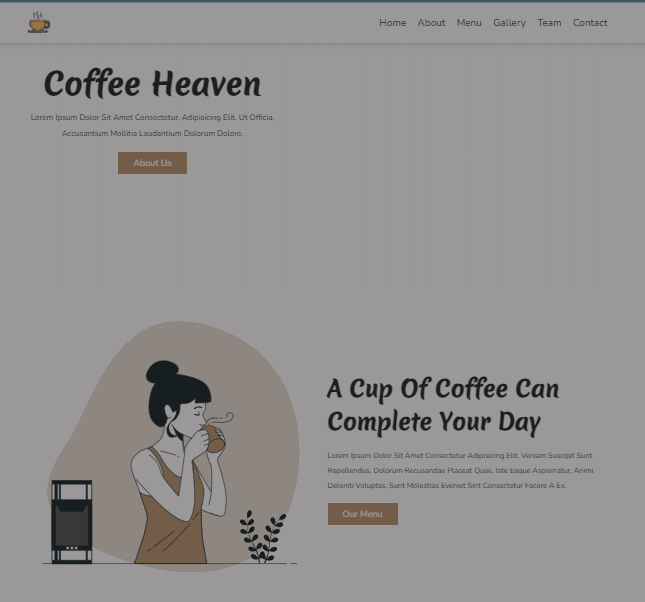 Home About Menu Gallery Team Contact
Coffee Heaven
Lorem Ipsum Dolor Sit Amet Consectetur, Adipisicing Elit. Ut Officia,
Accusantium Mollitia Laudantium Dolorum Dolore.
About Us
A Cup Of Coffee Can
Complete Your Day
Lorem Ipsum Dolor Sit Amet Consectetur Adipisicing Elit. Veniam Suscipit Sunt
Repellendus, Dolorum Recusandae Placeat Quae. Iste Eaque Aspernatur, Animi
Deleniti Voluptas, Sunt Molestias Eveniet Sint Consectetur Facere A Ex.
Our Menu